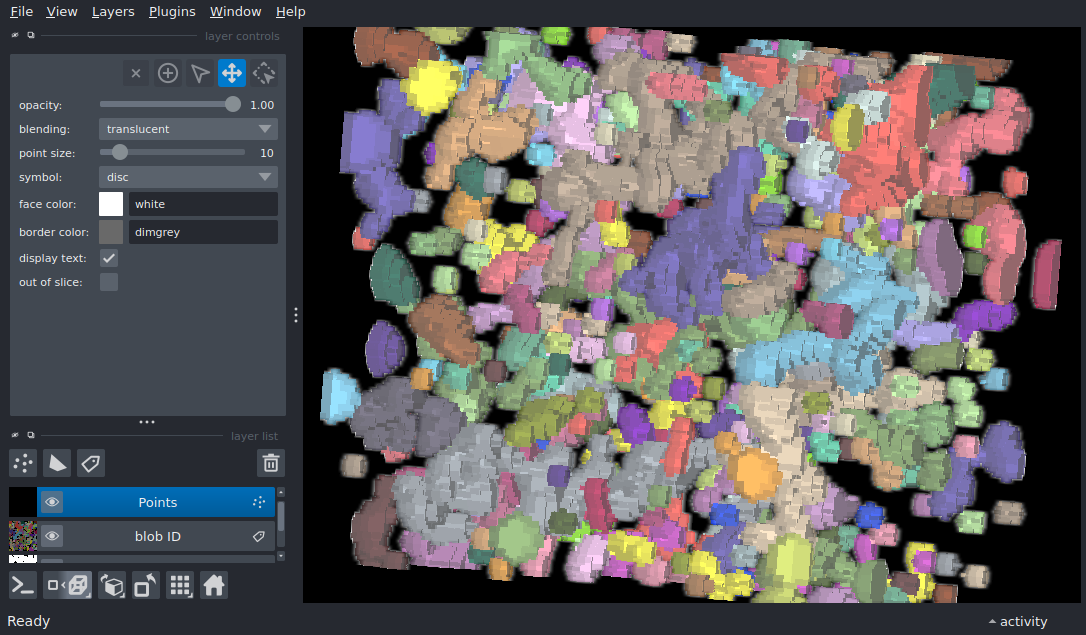 File View Layers Plugins Window Help
layer controls
opacity: 1.00
blending: translucent
point size: 10
symbol: disc
face color: white
border color: dimgrey
display text:
out of slice:
layer list
Points
blob ID
Ready
activity